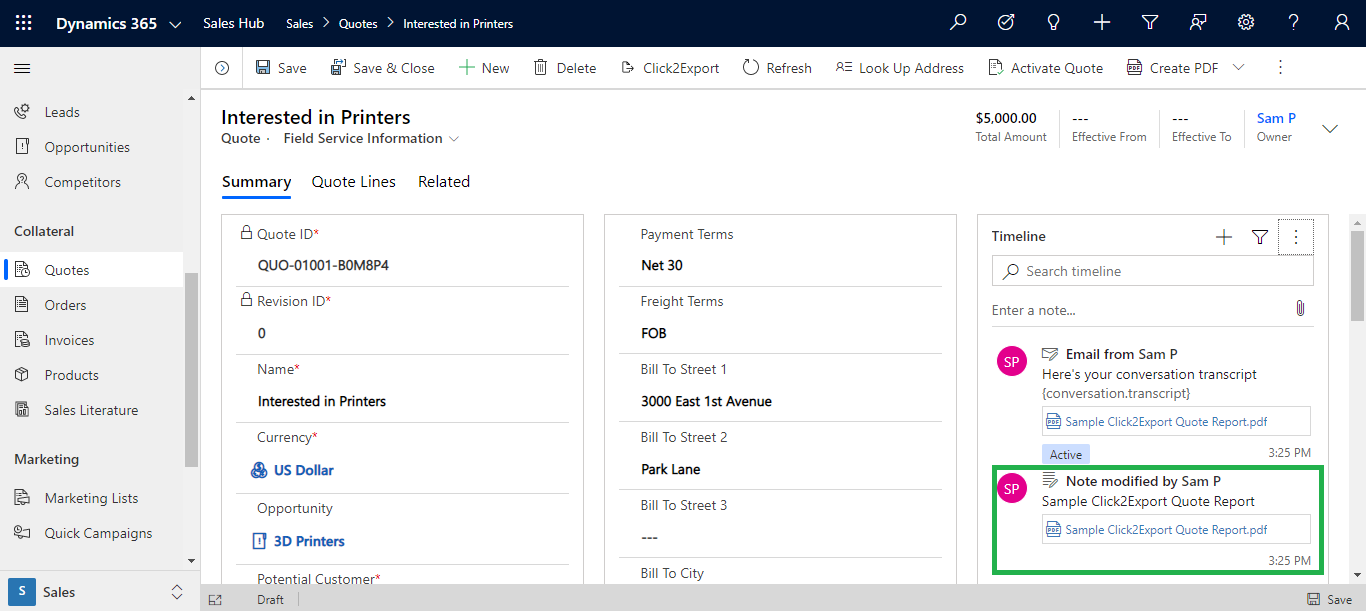 Dynamics 365 Sales Hub Sales > Quotes > Interested in Printers
Save Save & Close New Delete Click2Export Refresh Look Up Address Activate Quote Create PDF
Leads
Opportunities
Competitors
Collateral
Quotes
Orders
Invoices
Products
Sales Literature
Marketing
Marketing Lists
Quick Campaigns
S Sales
Interested in Printers
Quote · Field Service Information
$5,000.00
Total Amount
---
Effective From
---
Effective To
Sam P
Owner
Summary Quote Lines Related
Quote ID*
QUO-01001-B0M8P4
Revision ID*
0
Name*
Interested in Printers
Currency*
US Dollar
Opportunity
3D Printers
Potential Customer*
Payment Terms
Net 30
Freight Terms
FOB
Bill To Street 1
3000 East 1st Avenue
Bill To Street 2
Park Lane
Bill To Street 3
---
Bill To City
Timeline
Search timeline
Enter a note...
SP Email from Sam P
Here's your conversation transcript
{conversation.transcript}
PDF Sample Click2Export Quote Report.pdf
Active 3:25 PM
SP Note modified by Sam P
Sample Click2Export Quote Report
PDF Sample Click2Export Quote Report.pdf
3:25 PM
Draft Save